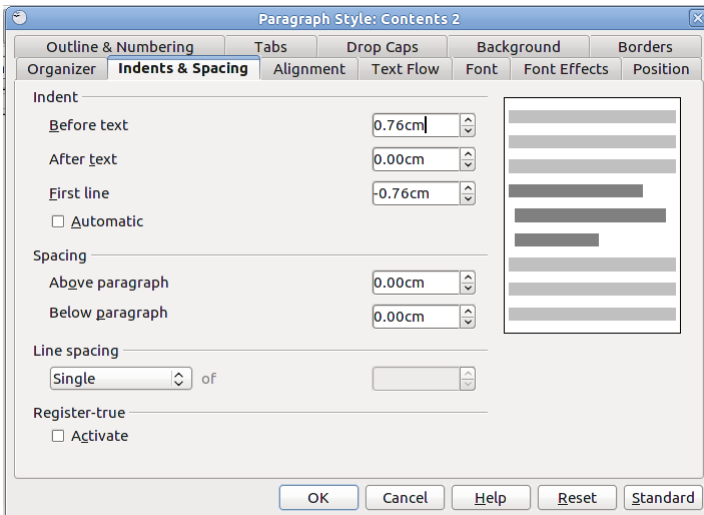 Paragraph Style: Contents 2
Outline & Numbering Tabs Drop Caps Background Borders
Organizer Indents & Spacing Alignment Text Flow Font Font Effects Position
Indent
Before text 0.76cm
After text 0.00cm
First line -0.76cm
Automatic
Spacing
Above paragraph 0.00cm
Below paragraph 0.00cm
Line spacing
Single of
Register-true
Activate
OK Cancel Help Reset Standard